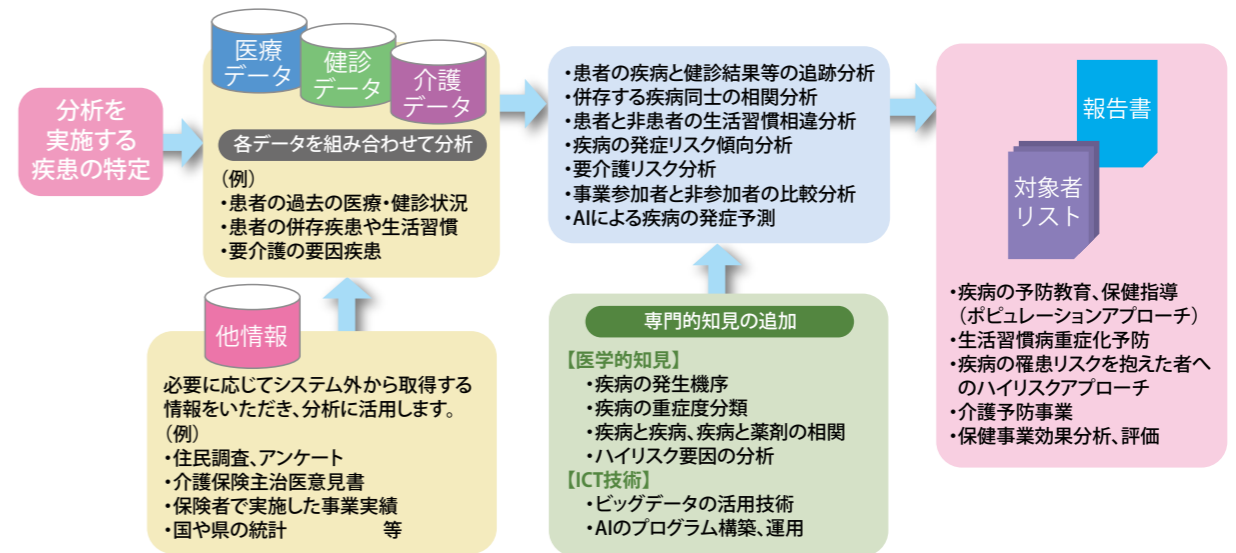 分析を
実施する
疾患の特定
医療
データ
健診
データ
介護
データ
各データを組み合わせて分析
(例)
・患者の過去の医療・健診状況
・患者の併存疾患や生活習慣
・要介護の要因疾患
他情報
必要に応じてシステム外から取得する
情報をいただき、分析に活用します。
(例)
・住民調査、アンケート
・介護保険主治医意見書
・保険者で実施した事業実績
・国や県の統計 等
・患者の疾病と健診結果等の追跡分析
・併存する疾病同士の相関分析
・患者と非患者の生活習慣相違分析
・疾病の発症リスク傾向分析
・要介護リスク分析
・事業参加者と非参加者の比較分析
・AIによる疾病の発症予測
専門的知見の追加
【医学的知見】
・疾病の発生機序
・疾病の重症度分類
・疾病と疾病、疾病と薬剤の相関
・ハイリスク要因の分析
【ICT技術】
・ビッグデータの活用技術
・AIのプログラム構築、運用
報告書
対象者
リスト
・疾病の予防教育、保健指導
(ポピュレーションアプローチ)
・生活習慣病重症化予防
・疾病の罹患リスクを抱えた者へ
のハイリスクアプローチ
・介護予防事業
・保健事業効果分析、評価